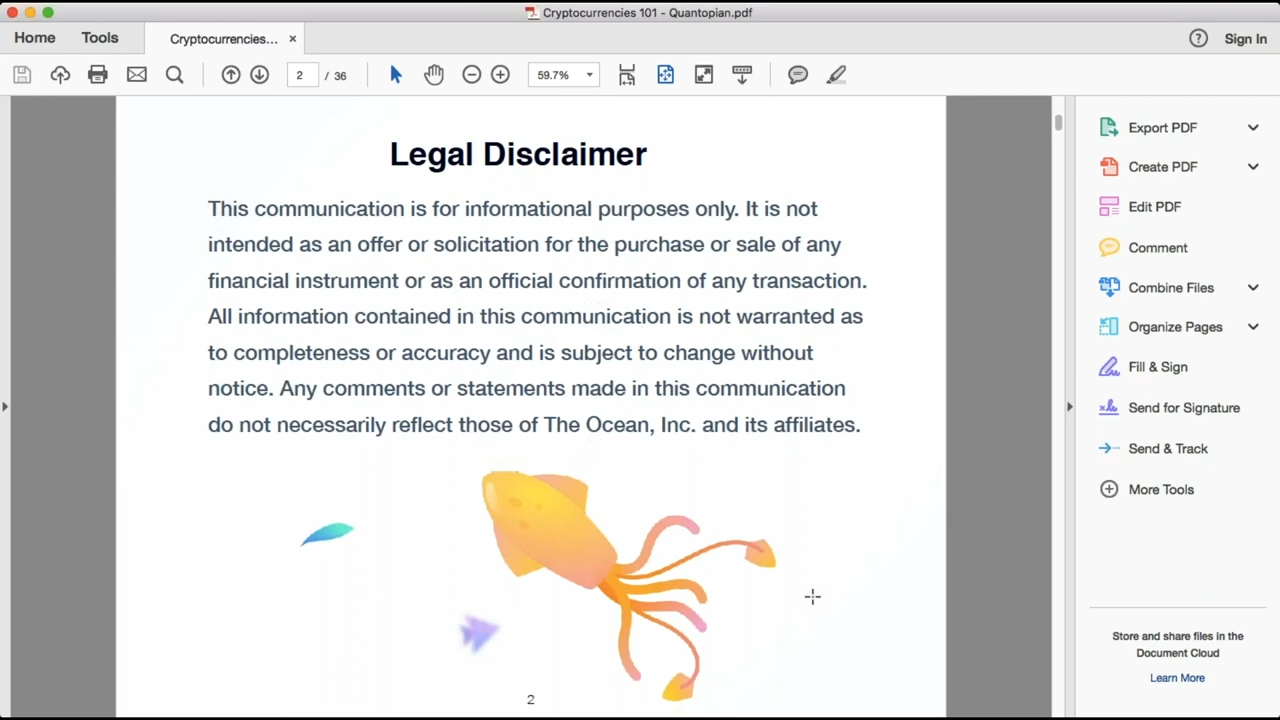 Cryptocurrencies 101 - Quantopian.pdf
Home Tools Cryptocurrencies... × ? Sign In
2 / 36 59.7%
Legal Disclaimer
This communication is for informational purposes only. It is not
intended as an offer or solicitation for the purchase or sale of any
financial instrument or as an official confirmation of any transaction.
All information contained in this communication is not warranted as
to completeness or accuracy and is subject to change without
notice. Any comments or statements made in this communication
do not necessarily reflect those of The Ocean, Inc. and its affiliates.
2
Export PDF
Create PDF
Edit PDF
Comment
Combine Files
Organize Pages
Fill & Sign
Send for Signature
Send & Track
More Tools
Store and share files in the
Document Cloud
Learn More